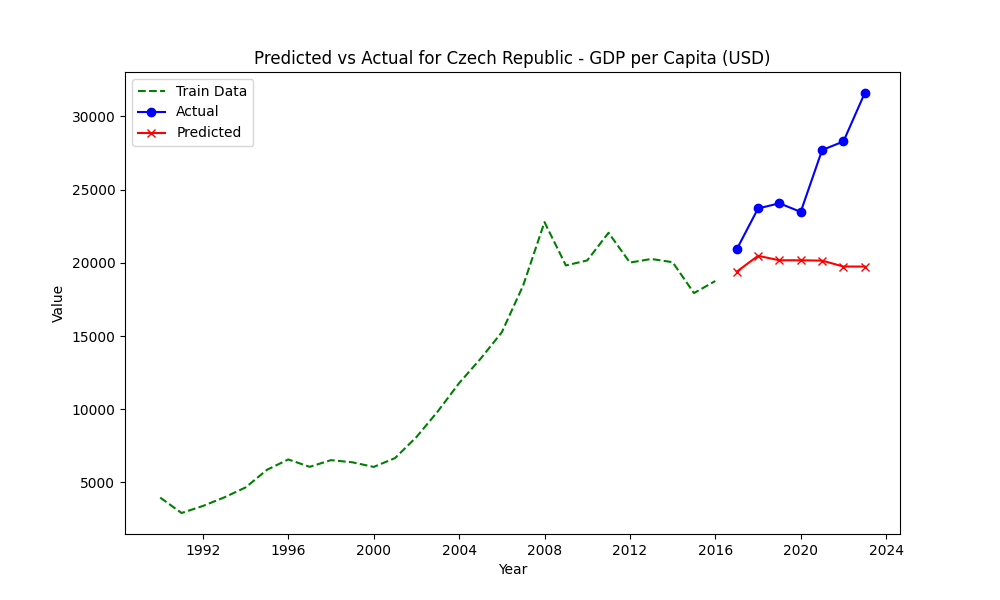 Predicted vs Actual for Czech Republic - GDP per Capita (USD)
Train Data
Actual
Predicted
30000
25000
20000
15000
10000
5000
Value
1992 1996 2000 2004 2008 2012 2016 2020 2024
Year